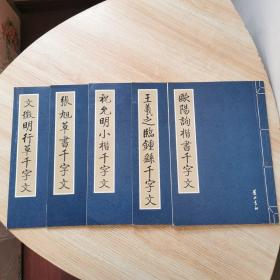 歐陽詢楷書千字文
王羲之臨鍾繇千字文
祝允明小楷千字文
張旭草書千字文
文徵明行草千字文